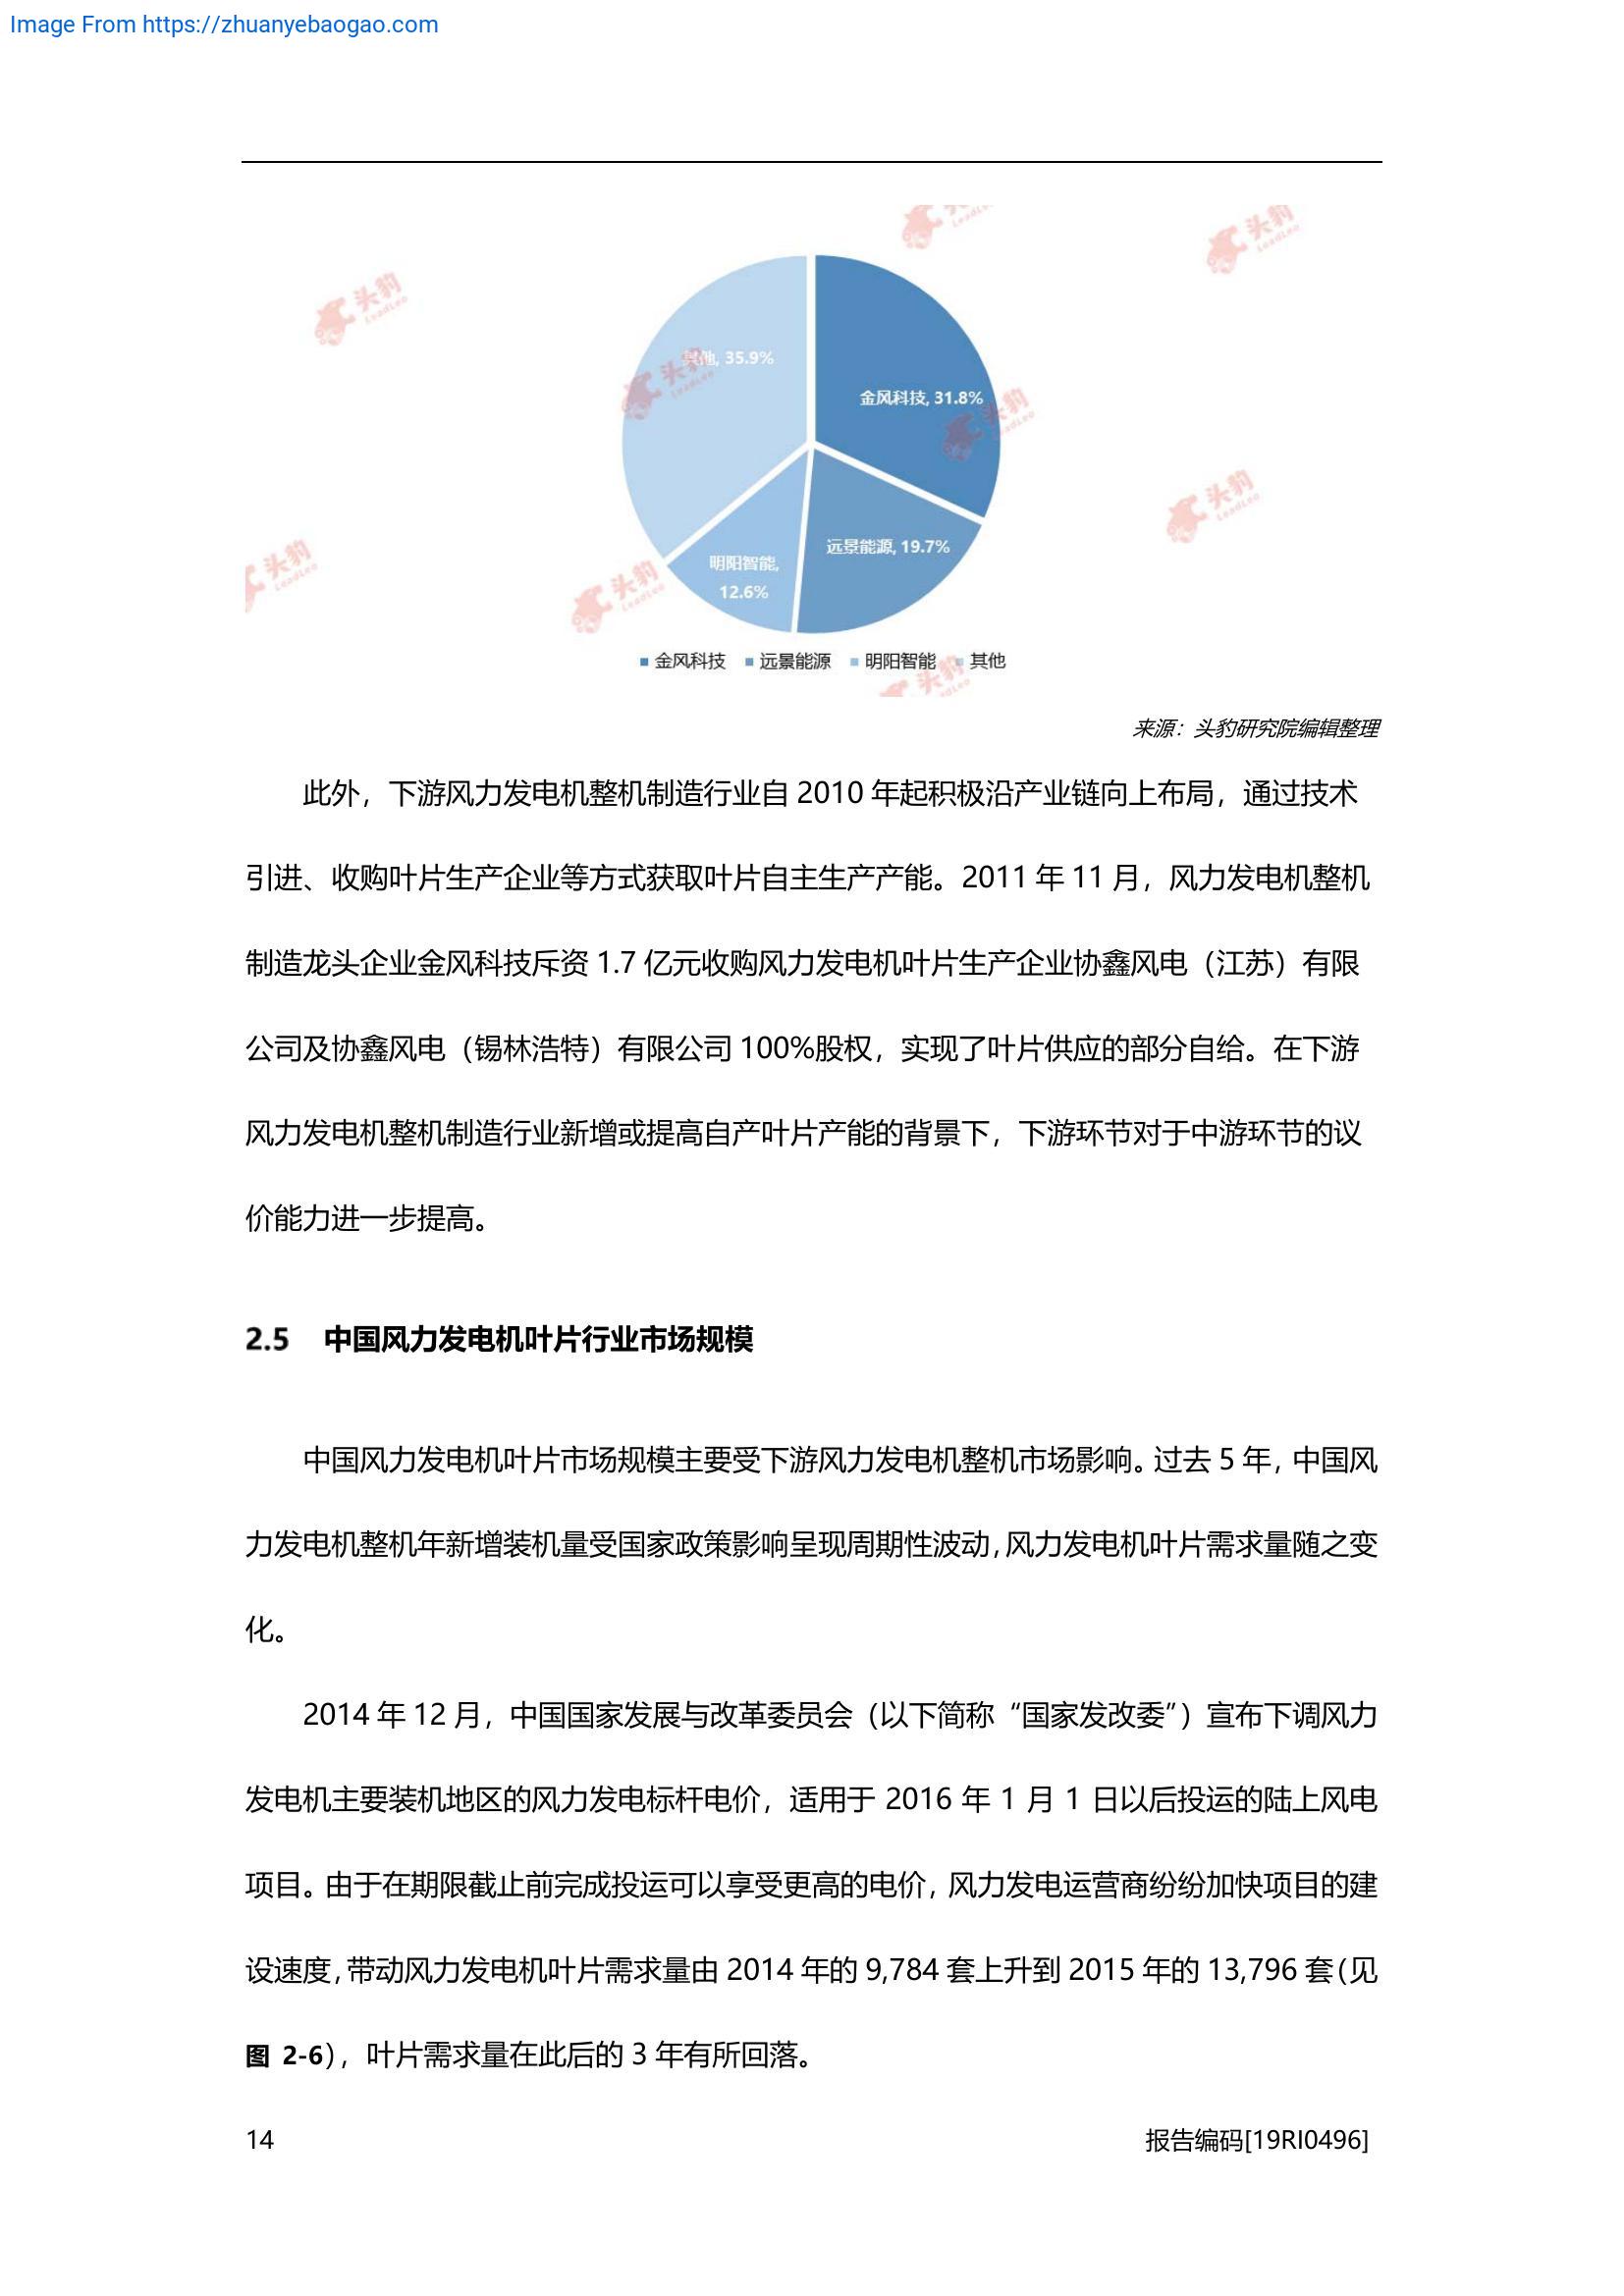 Image From https://zhuanyebaogao.com
其他, 35.9%
金风科技, 31.8%
远景能源, 19.7%
明阳智能,
12.6%
金风科技 远景能源 明阳智能 其他
头豹
LeadLeo
来源：头豹研究院编辑整理
此外，下游风力发电机整机制造行业自 2010 年起积极沿产业链向上布局，通过技术
引进、收购叶片生产企业等方式获取叶片自主生产产能。2011 年 11 月，风力发电机整机
制造龙头企业金风科技斥资 1.7 亿元收购风力发电机叶片生产企业协鑫风电（江苏）有限
公司及协鑫风电（锡林浩特）有限公司 100%股权，实现了叶片供应的部分自给。在下游
风力发电机整机制造行业新增或提高自产叶片产能的背景下，下游环节对于中游环节的议
价能力进一步提高。
2.5 中国风力发电机叶片行业市场规模
中国风力发电机叶片市场规模主要受下游风力发电机整机市场影响。过去 5 年，中国风
力发电机整机年新增装机量受国家政策影响呈现周期性波动，风力发电机叶片需求量随之变
化。
2014 年 12 月，中国国家发展与改革委员会（以下简称“国家发改委”）宣布下调风力
发电机主要装机地区的风力发电标杆电价，适用于 2016 年 1 月 1 日以后投运的陆上风电
项目。由于在期限截止前完成投运可以享受更高的电价，风力发电运营商纷纷加快项目的建
设速度，带动风力发电机叶片需求量由 2014 年的 9,784 套上升到 2015 年的 13,796 套（见
图 2-6），叶片需求量在此后的 3 年有所回落。
14 报告编码[19RI0496]